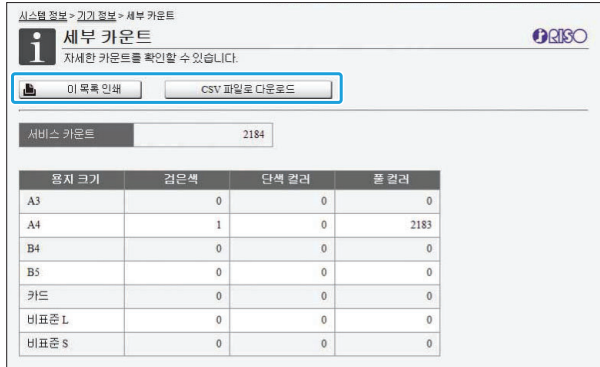 시스템 정보 > 기기 정보 > 세부 카운트
세부 카운트
RISO
자세한 카운트를 확인할 수 있습니다.
이 목록 인쇄 CSV 파일로 다운로드
서비스 카운트 2184
용지 크기 검은색 단색 컬러 풀 컬러
A3 0 0 0
A4 1 0 2183
B4 0 0 0
B5 0 0 0
카드 0 0 0
비표준 L 0 0 0
비표준 S 0 0 0